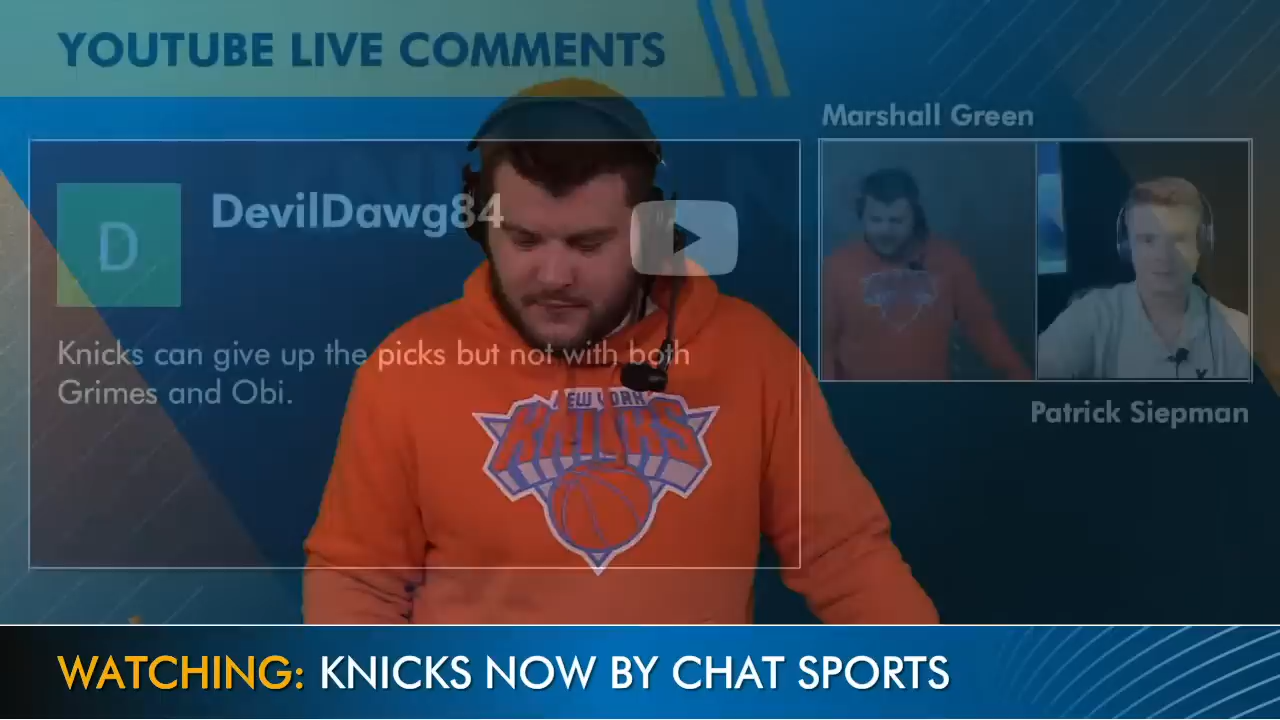 YOUTUBE LIVE COMMENTS
Marshall Green
D
DevilDawg84
Knicks can give up the picks but not with both
Grimes and Obi.
NEW YORK
KNICKS
Patrick Siepman
WATCHING: KNICKS NOW BY CHAT SPORTS